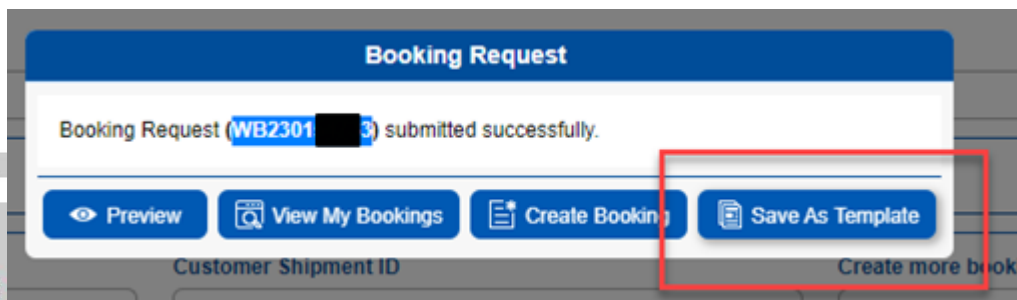 Booking Request
Booking Request (WB2301 3) submitted successfully.
Preview View My Bookings Create Booking Save As Template
Customer Shipment ID Create more book